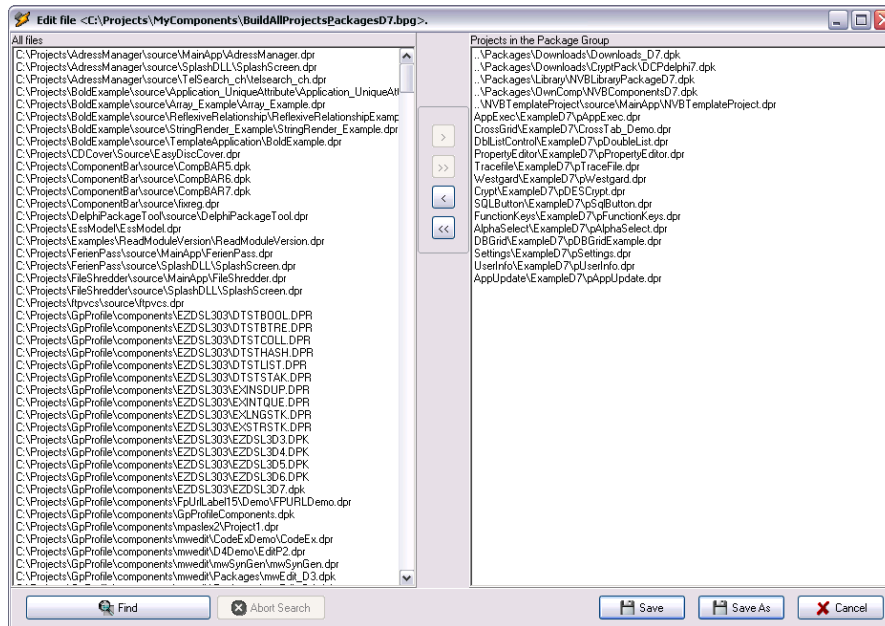 Edit file <C:\Projects\MyComponents\BuildAllProjectsPackagesD7.bpg>.
All files
C:\Projects\AdressManager\source\MainApp\AdressManager.dpr
C:\Projects\AdressManager\source\SplashDLL\SplashScreen.dpr
C:\Projects\AdressManager\source\TelSearch_ch\telsearch_ch.dpr
C:\Projects\BoldExample\source\Application_UniqueAttribute\Application_UniqueAtt
C:\Projects\BoldExample\source\Array_Example\Array_Example.dpr
C:\Projects\BoldExample\source\ReflexiveRelationship\ReflexiveRelationshipExamp
C:\Projects\BoldExample\source\StringRender_Example\StringRender_Example.dpr
C:\Projects\BoldExample\source\TemplateApplication\BoldExample.dpr
C:\Projects\CDCover\Source\EasyDiscCover.dpr
C:\Projects\ComponentBar\source\CompBAR5.dpk
C:\Projects\ComponentBar\source\CompBAR6.dpk
C:\Projects\ComponentBar\source\CompBAR7.dpk
C:\Projects\ComponentBar\source\fixreg.dpr
C:\Projects\DelphiPackageTool\source\DelphiPackageTool.dpr
C:\Projects\EssModel\EssModel.dpr
C:\Projects\Examples\ReadModuleVersion\ReadModuleVersion.dpr
C:\Projects\FerienPass\source\MainApp\FerienPass.dpr
C:\Projects\FerienPass\source\SplashDLL\SplashScreen.dpr
C:\Projects\FileShredder\source\MainApp\FileShredder.dpr
C:\Projects\FileShredder\source\SplashDLL\SplashScreen.dpr
C:\Projects\ftpvcs\source\ftpvcs.dpr
C:\Projects\GpProfile\components\EZDSL303\DTSTBOOL.DPR
C:\Projects\GpProfile\components\EZDSL303\DTSTBTRE.DPR
C:\Projects\GpProfile\components\EZDSL303\DTSTCOLL.DPR
C:\Projects\GpProfile\components\EZDSL303\DTSTHASH.DPR
C:\Projects\GpProfile\components\EZDSL303\DTSTLIST.DPR
C:\Projects\GpProfile\components\EZDSL303\DTSTSTAK.DPR
C:\Projects\GpProfile\components\EZDSL303\EXINSDUP.DPR
C:\Projects\GpProfile\components\EZDSL303\EXINTQUE.DPR
C:\Projects\GpProfile\components\EZDSL303\EXLNGSTK.DPR
C:\Projects\GpProfile\components\EZDSL303\EXSTRSTK.DPR
C:\Projects\GpProfile\components\EZDSL303\EZDSL3D3.DPK
C:\Projects\GpProfile\components\EZDSL303\EZDSL3D4.DPK
C:\Projects\GpProfile\components\EZDSL303\EZDSL3D5.DPK
C:\Projects\GpProfile\components\EZDSL303\EZDSL3D6.DPK
C:\Projects\GpProfile\components\EZDSL303\EZDSL3D7.dpk
C:\Projects\GpProfile\components\FpUrlLabel15\Demo\FPURLDemo.dpr
C:\Projects\GpProfile\components\GpProfileComponents.dpk
C:\Projects\GpProfile\components\mpaslex2\Project1.dpr
C:\Projects\GpProfile\components\mwedit\CodeExDemo\CodeEx.dpr
C:\Projects\GpProfile\components\mwedit\D4Demo\EditP2.dpr
C:\Projects\GpProfile\components\mwedit\mwSynGen\mwSynGen.dpr
C:\Projects\GpProfile\components\mwedit\Packages\mwEdit_D3.dpk
>
>>
<
<<
Projects in the Package Group
..\Packages\Downloads\Downloads_D7.dpk
..\Packages\Downloads\CryptPack\DCPdelphi7.dpk
..\Packages\Library\NVBLibraryPackageD7.dpk
..\Packages\OwnComp\NVBComponentsD7.dpk
..\NVBTemplateProject\source\MainApp\NVBTemplateProject.dpr
AppExec\ExampleD7\pAppExec.dpr
CrossGrid\ExampleD7\CrossTab_Demo.dpr
DblListControl\ExampleD7\pDoubleList.dpr
PropertyEditor\ExampleD7\pPropertyEditor.dpr
Tracefile\ExampleD7\pTraceFile.dpr
Westgard\ExampleD7\pWestgard.dpr
Crypt\ExampleD7\pDESCrypt.dpr
SQLButton\ExampleD7\pSqlButton.dpr
FunctionKeys\ExampleD7\pFunctionKeys.dpr
AlphaSelect\ExampleD7\pAlphaSelect.dpr
DBGrid\ExampleD7\pDBGridExample.dpr
Settings\ExampleD7\pSettings.dpr
UserInfo\ExampleD7\pUserInfo.dpr
AppUpdate\ExampleD7\pAppUpdate.dpr
Find
Abort Search
Save
Save As
Cancel